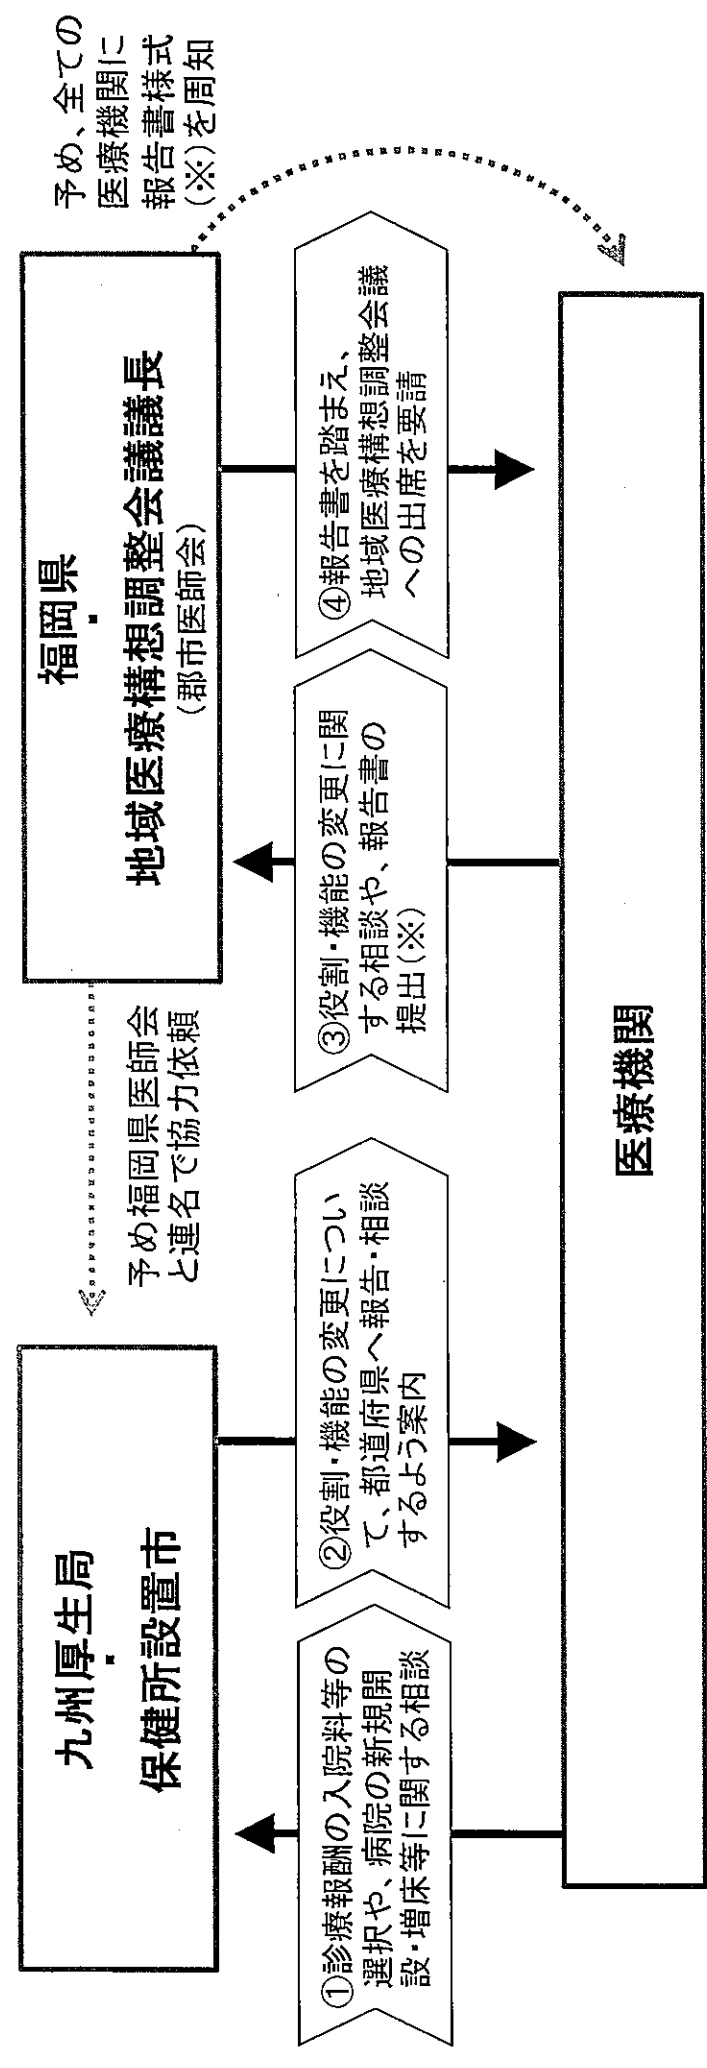 九州厚生局
・
保健所設置市
予め福岡県医師会
と連名で協力依頼
福岡県
・
地域医療構想調整会議議長
(郡市医師会)
予め、全ての
医療機関に
報告書様式
(※)を周知
①診療報酬の入院料等の
選択や、病院の新規開
設・増床等に関する相談
②役割・機能の変更につい
て、都道府県へ報告・相談
するよう案内
③役割・機能の変更に関
する相談や、報告書の
提出(※)
④報告書を踏まえ、
地域医療構想調整会議
への出席を要請
医療機関